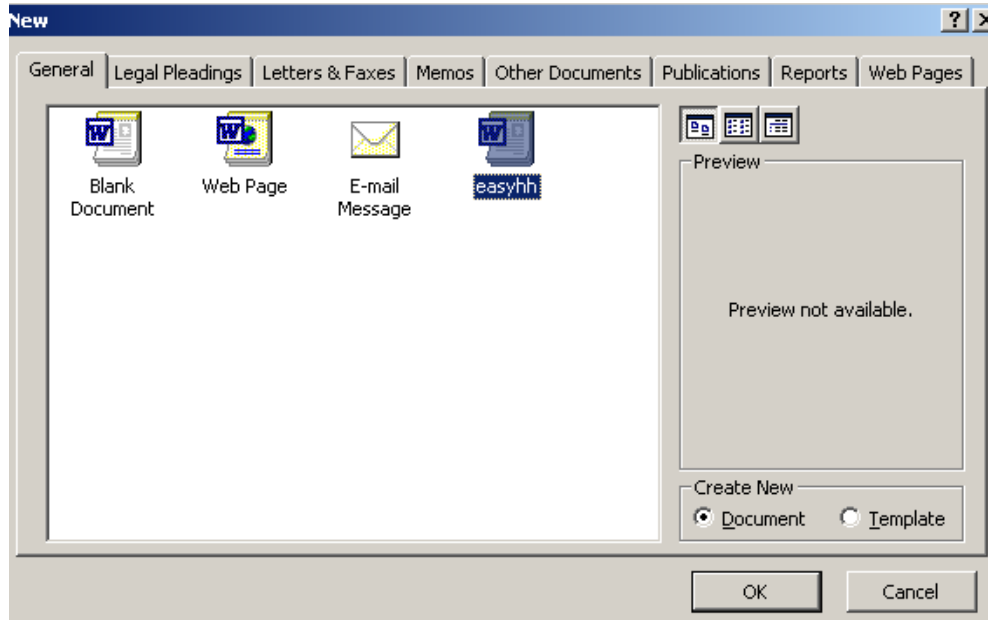 New
General Legal Pleadings Letters & Faxes Memos Other Documents Publications Reports Web Pages
Blank Document
Web Page
E-mail Message
easyhh
Preview
Preview not available.
Create New
Document Template
OK Cancel